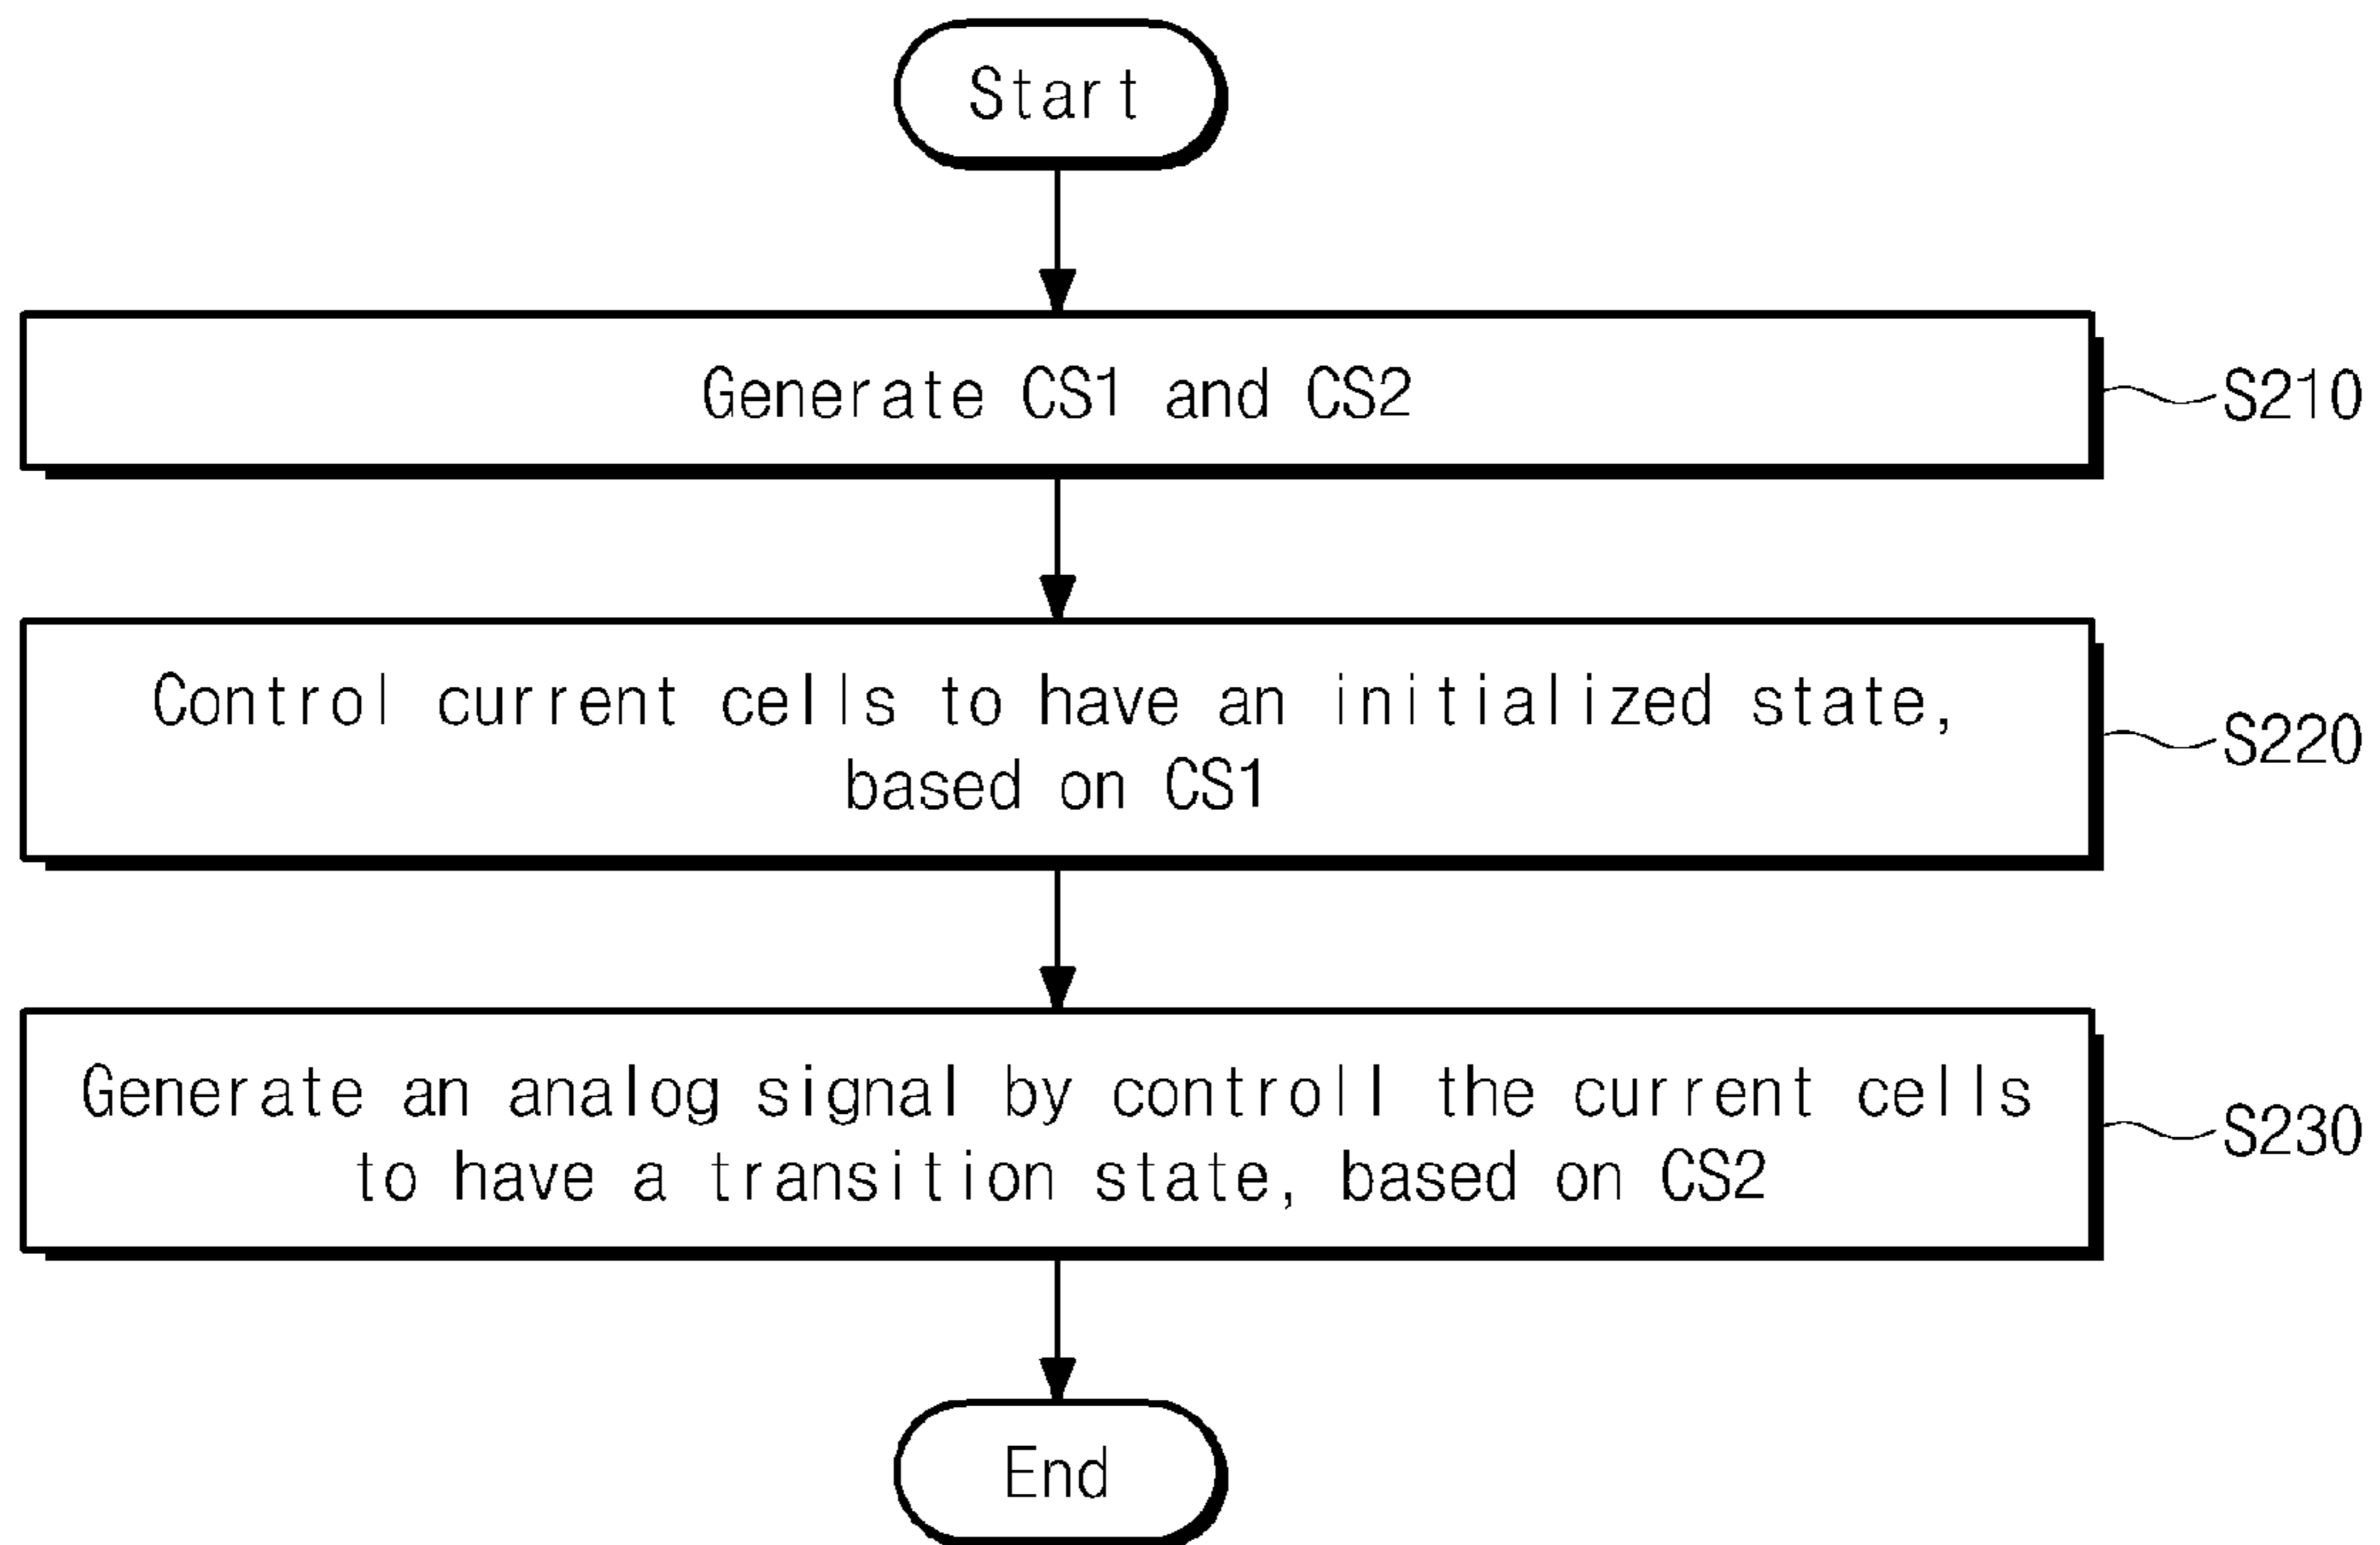 Start
Generate CS1 and CS2
S210
Control current cells to have an initialized state,
based on CS1
S220
Generate an analog signal by controll the current cells
to have a transition state, based on CS2
S230
End